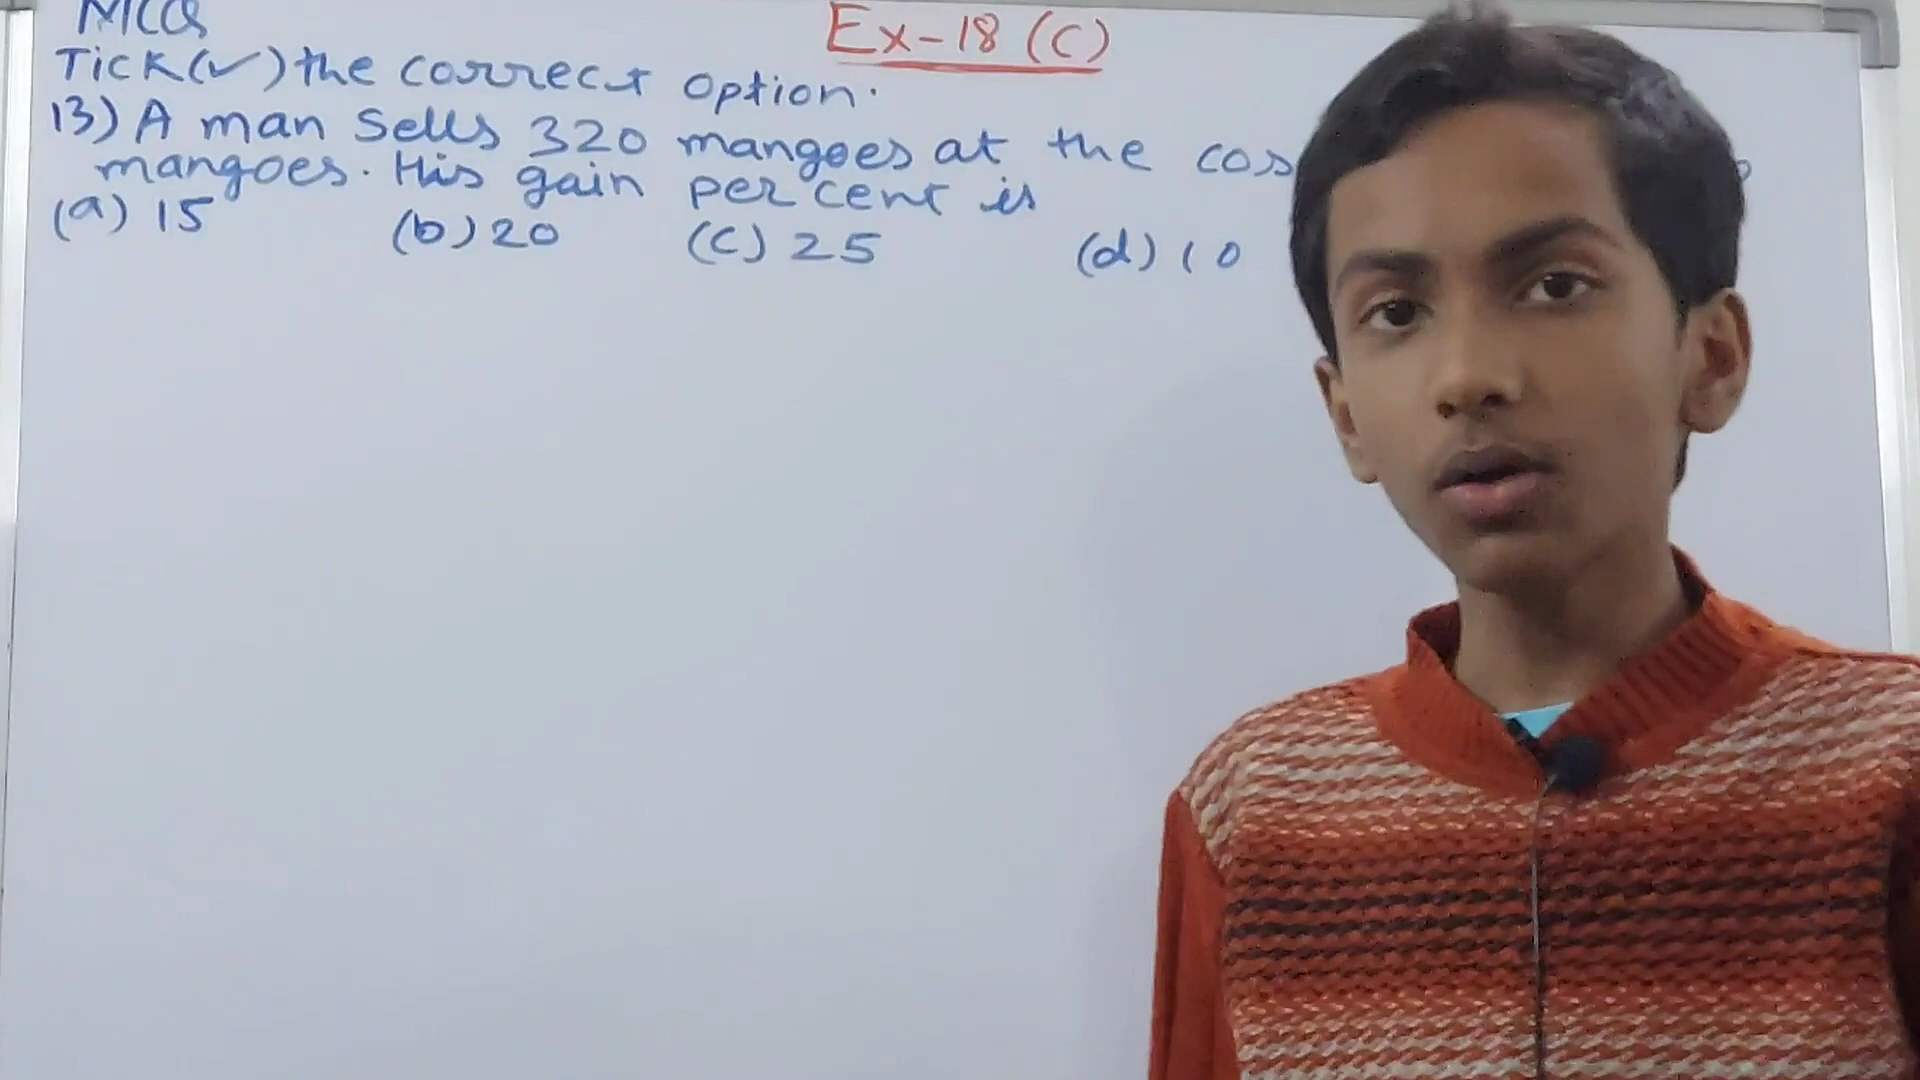 MCQ
Ex-18 (C)
Tick(✓) the correct option.
13) A man sells 320 mangoes at the cos
mangoes. His gain per cent is
(a) 15 (b) 20 (c) 25 (d) 10